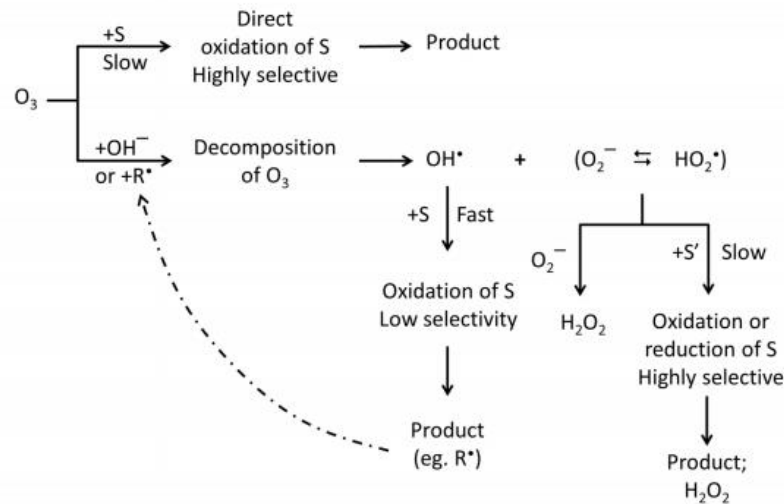 O₃
+S
Slow
Direct
oxidation of S
Highly selective
Product
+OH⁻
or +R•
Decomposition
of O₃
OH• + (O₂⁻ ⇆ HO₂•)
+S Fast
Oxidation of S
Low selectivity
Product
(eg. R•)
O₂⁻
H₂O₂
+S′ Slow
Oxidation or
reduction of S
Highly selective
Product;
H₂O₂